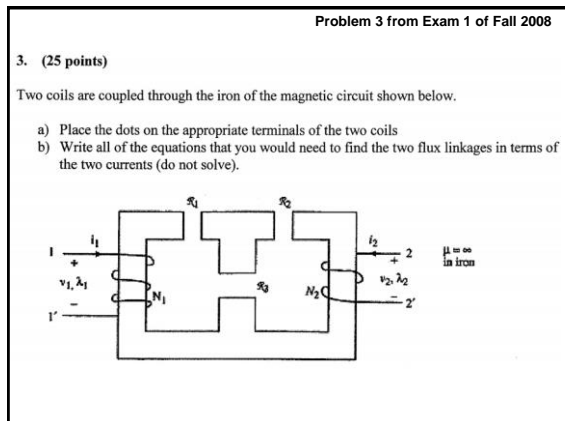 Problem 3 from Exam 1 of Fall 2008
3. (25 points)
Two coils are coupled through the iron of the magnetic circuit shown below.
a) Place the dots on the appropriate terminals of the two coils
b) Write all of the equations that you would need to find the two flux linkages in terms of
the two currents (do not solve).
ℛ1 ℛ2
1 i1 i2 2 μ = ∞
+ + in iron
v1, λ1 N1 ℛ3 N2 v2, λ2
− − 2'
1'